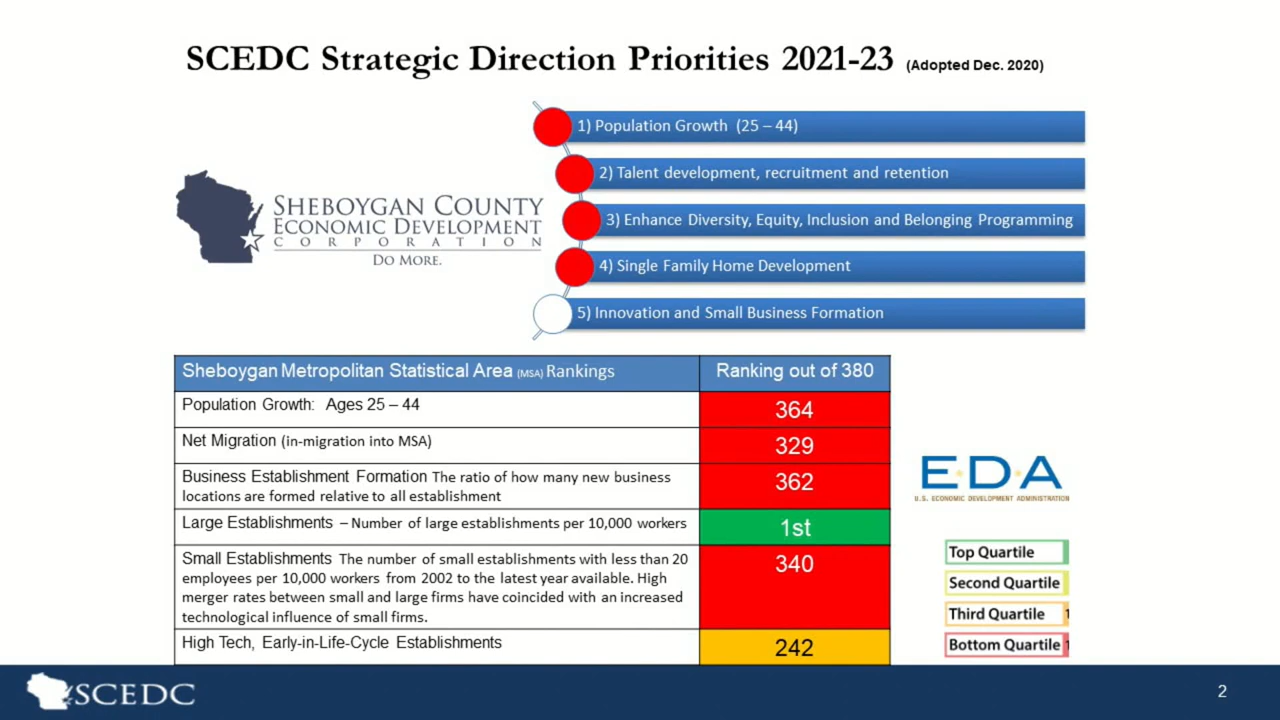 SCEDC Strategic Direction Priorities 2021-23 (Adopted Dec. 2020)
1) Population Growth (25 – 44)
2) Talent development, recruitment and retention
3) Enhance Diversity, Equity, Inclusion and Belonging Programming
4) Single Family Home Development
5) Innovation and Small Business Formation
SHEBOYGAN COUNTY
ECONOMIC DEVELOPMENT
CORPORATION
DO MORE.
Sheboygan Metropolitan Statistical Area (MSA) Rankings Ranking out of 380
Population Growth: Ages 25 – 44 364
Net Migration (in-migration into MSA) 329
Business Establishment Formation The ratio of how many new business 362
locations are formed relative to all establishment
Large Establishments – Number of large establishments per 10,000 workers 1st
Small Establishments The number of small establishments with less than 20 340
employees per 10,000 workers from 2002 to the latest year available. High
merger rates between small and large firms have coincided with an increased
technological influence of small firms.
High Tech, Early-in-Life-Cycle Establishments 242
EDA
U.S. ECONOMIC DEVELOPMENT ADMINISTRATION
Top Quartile
Second Quartile
Third Quartile
Bottom Quartile
SCEDC
2